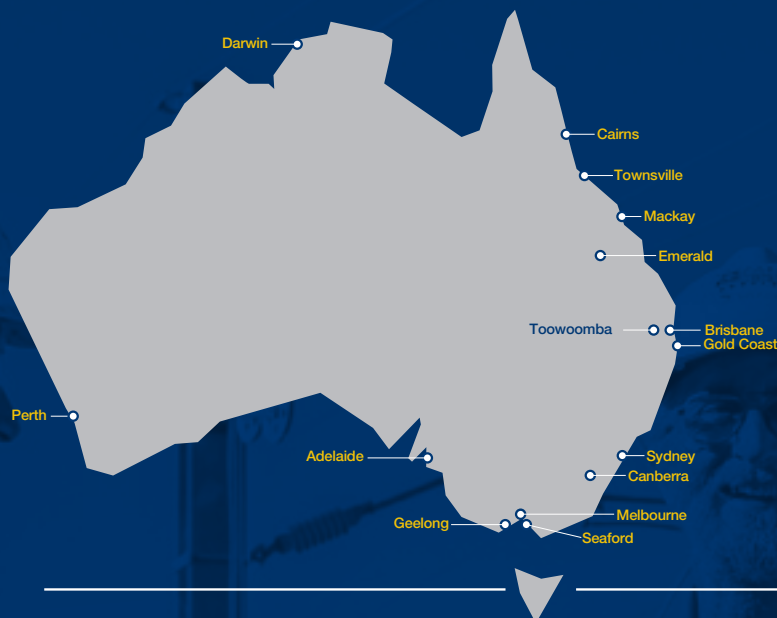 Darwin
Cairns
Townsville
Mackay
Emerald
Toowoomba
Brisbane
Gold Coast
Perth
Adelaide
Sydney
Canberra
Melbourne
Geelong
Seaford